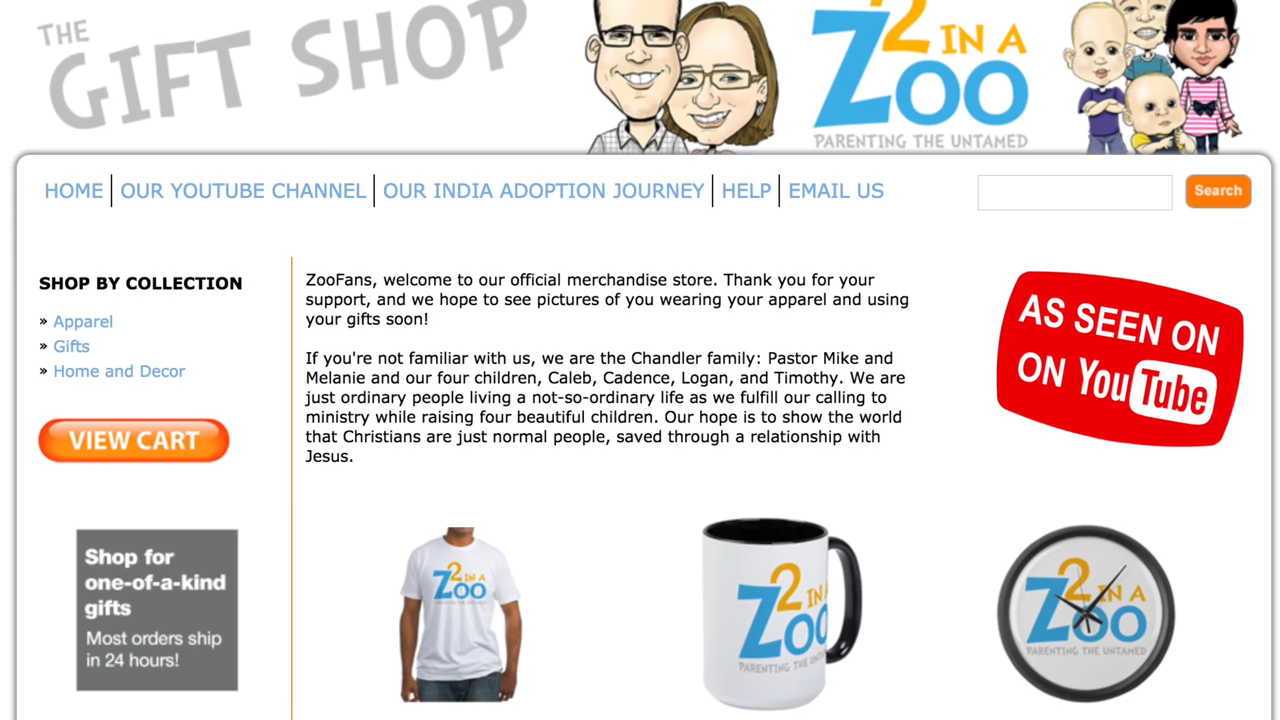 THE
GIFT SHOP
2 IN A
ZOO
PARENTING THE UNTAMED
HOME
OUR YOUTUBE CHANNEL
OUR INDIA ADOPTION JOURNEY
HELP
EMAIL US
Search
SHOP BY COLLECTION
» Apparel
» Gifts
» Home and Decor
VIEW CART
Shop for
one-of-a-kind
gifts
Most orders ship
in 24 hours!
ZooFans, welcome to our official merchandise store. Thank you for your
support, and we hope to see pictures of you wearing your apparel and using
your gifts soon!
If you're not familiar with us, we are the Chandler family: Pastor Mike and
Melanie and our four children, Caleb, Cadence, Logan, and Timothy. We are
just ordinary people living a not-so-ordinary life as we fulfill our calling to
ministry while raising four beautiful children. Our hope is to show the world
that Christians are just normal people, saved through a relationship with
Jesus.
AS SEEN ON
ON YouTube
2 IN A
ZOO
PARENTING THE UNTAMED
2 IN A
ZOO
PARENTING THE UNTA
2 IN A
ZOO
PARENTING THE UNTAMED